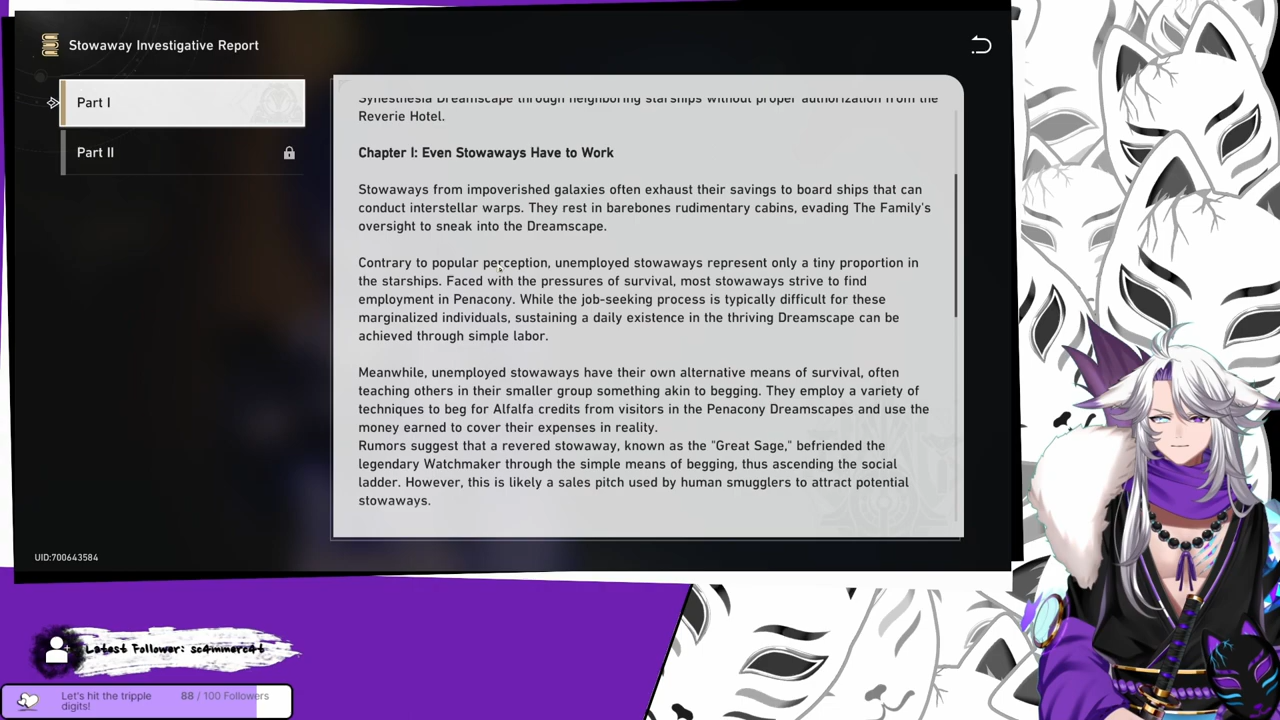 Stowaway Investigative Report
Part I
Part II
Synesthesia Dreamscape through neighboring starships without proper authorization from the
Reverie Hotel.
Chapter I: Even Stowaways Have to Work
Stowaways from impoverished galaxies often exhaust their savings to board ships that can
conduct interstellar warps. They rest in barebones rudimentary cabins, evading The Family's
oversight to sneak into the Dreamscape.
Contrary to popular perception, unemployed stowaways represent only a tiny proportion in
the starships. Faced with the pressures of survival, most stowaways strive to find
employment in Penacony. While the job-seeking process is typically difficult for these
marginalized individuals, sustaining a daily existence in the thriving Dreamscape can be
achieved through simple labor.
Meanwhile, unemployed stowaways have their own alternative means of survival, often
teaching others in their smaller group something akin to begging. They employ a variety of
techniques to beg for Alfalfa credits from visitors in the Penacony Dreamscapes and use the
money earned to cover their expenses in reality.
Rumors suggest that a revered stowaway, known as the "Great Sage," befriended the
legendary Watchmaker through the simple means of begging, thus ascending the social
ladder. However, this is likely a sales pitch used by human smugglers to attract potential
stowaways.
UID:700643584
Latest Follower: sc4mmerc4t
Let's hit the tripple
digits!
88 / 100 Followers